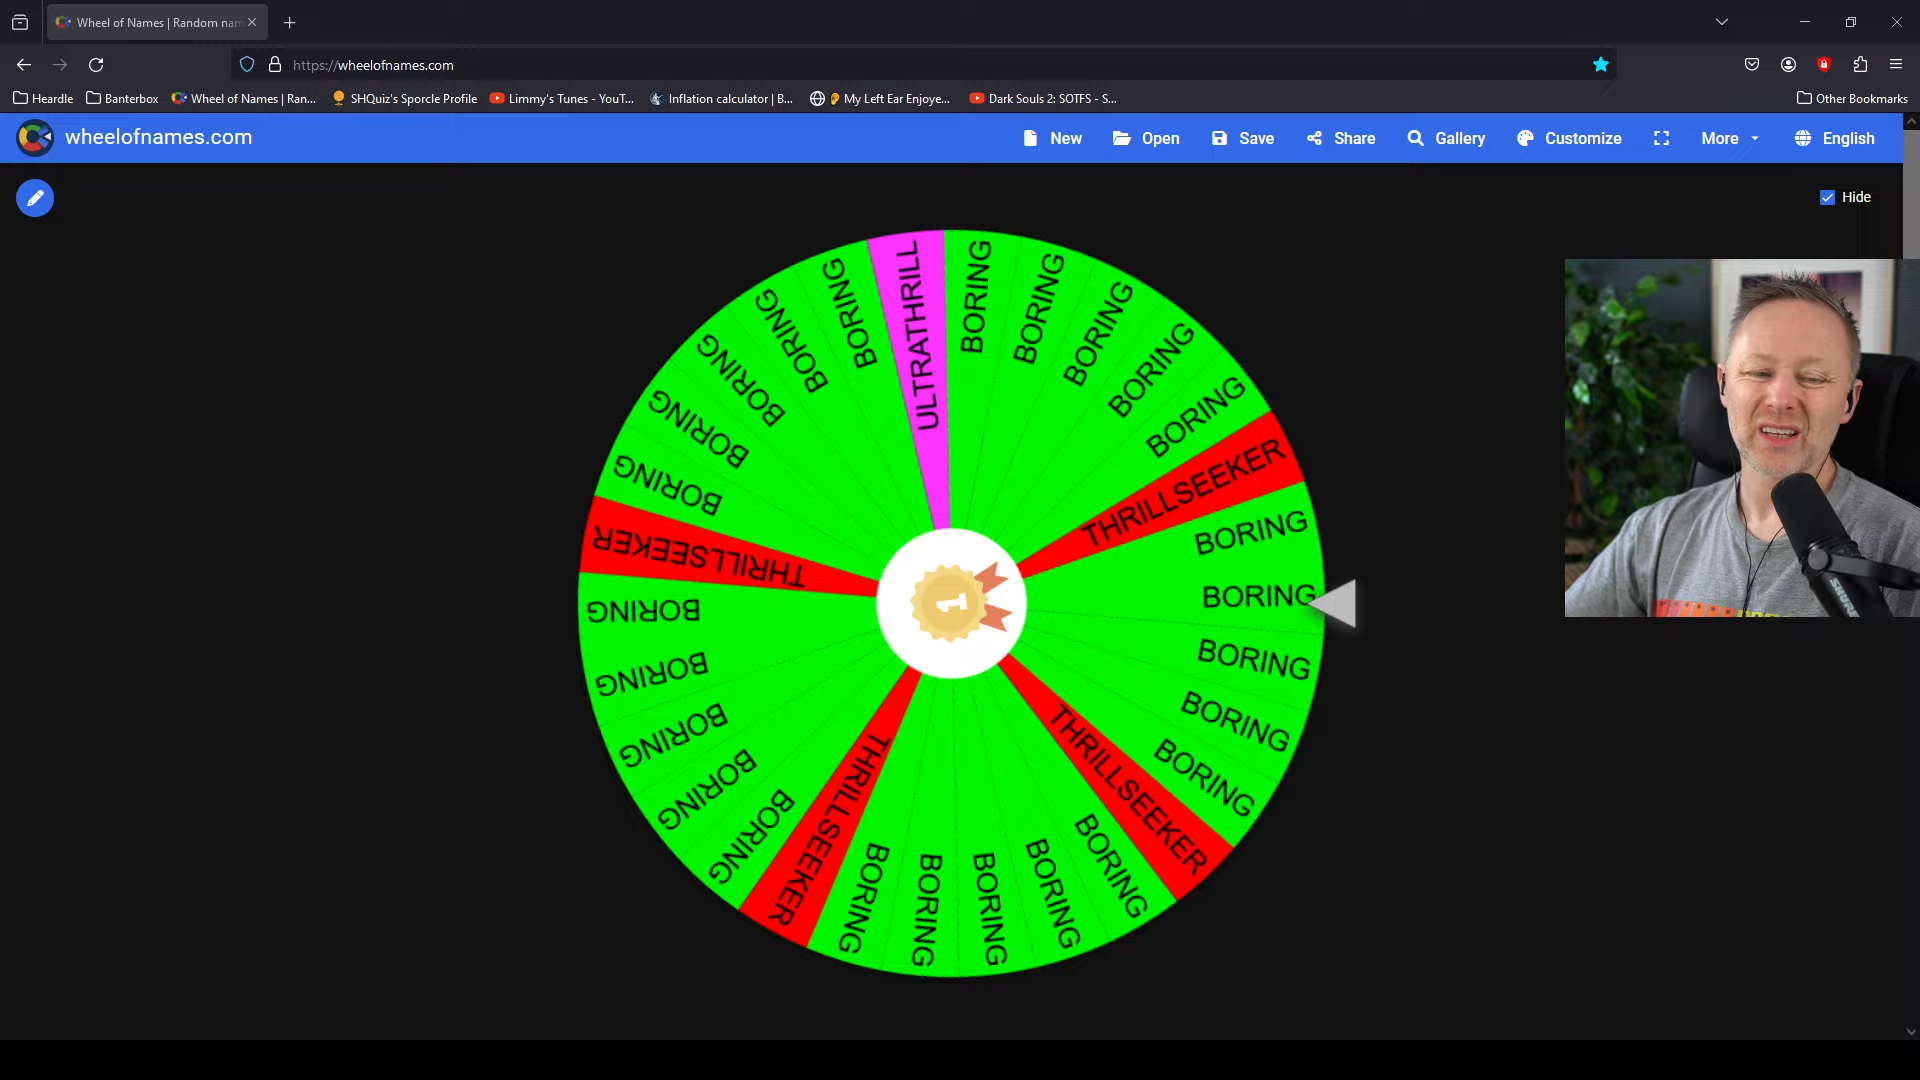 Wheel of Names | Random nam
https://wheelofnames.com
Heardle
Banterbox
Wheel of Names | Ran...
SHQuiz's Sporcle Profile
Limmy's Tunes - YouT...
Inflation calculator | B...
My Left Ear Enjoye...
Dark Souls 2: SOTFS - S...
Other Bookmarks
wheelofnames.com
New
Open
Save
Share
Gallery
Customize
More
English
Hide
ULTRATHRILL
BORING
BORING
BORING
BORING
BORING
THRILLSEEKER
BORING
BORING
BORING
BORING
BORING
THRILLSEEKER
BORING
BORING
BORING
BORING
BORING
THRILLSEEKER
BORING
BORING
BORING
BORING
BORING
THRILLSEEKER
BORING
BORING
BORING
BORING
BORING
1
SHURE